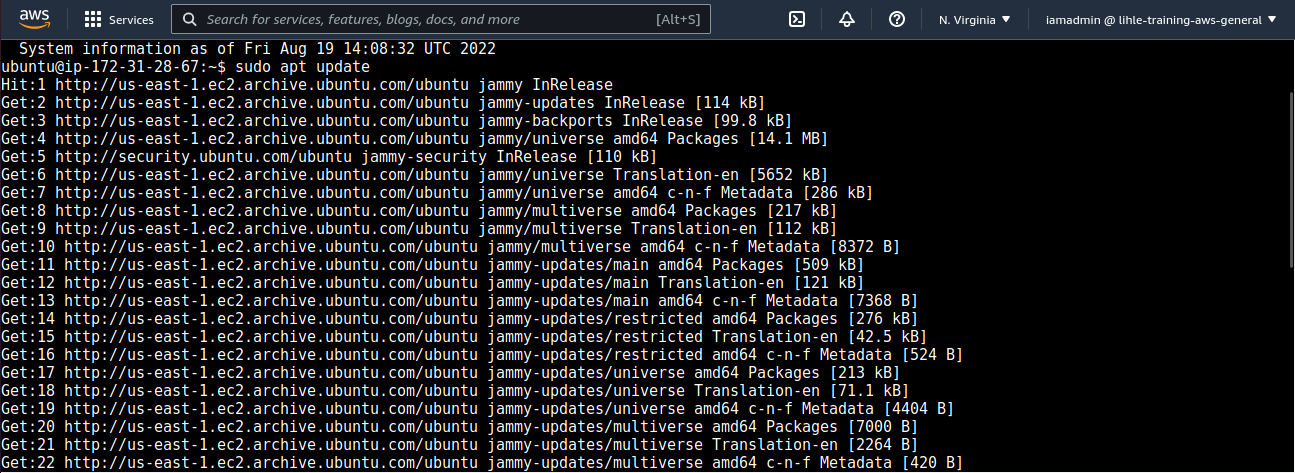 aws
Services
Search for services, features, blogs, docs, and more
[Alt+S]
N. Virginia ▼
iamadmin @ lihle-training-aws-general ▼
System information as of Fri Aug 19 14:08:32 UTC 2022
ubuntu@ip-172-31-28-67:~$ sudo apt update
Hit:1 http://us-east-1.ec2.archive.ubuntu.com/ubuntu jammy InRelease
Get:2 http://us-east-1.ec2.archive.ubuntu.com/ubuntu jammy-updates InRelease [114 kB]
Get:3 http://us-east-1.ec2.archive.ubuntu.com/ubuntu jammy-backports InRelease [99.8 kB]
Get:4 http://us-east-1.ec2.archive.ubuntu.com/ubuntu jammy/universe amd64 Packages [14.1 MB]
Get:5 http://security.ubuntu.com/ubuntu jammy-security InRelease [110 kB]
Get:6 http://us-east-1.ec2.archive.ubuntu.com/ubuntu jammy/universe Translation-en [5652 kB]
Get:7 http://us-east-1.ec2.archive.ubuntu.com/ubuntu jammy/universe amd64 c-n-f Metadata [286 kB]
Get:8 http://us-east-1.ec2.archive.ubuntu.com/ubuntu jammy/multiverse amd64 Packages [217 kB]
Get:9 http://us-east-1.ec2.archive.ubuntu.com/ubuntu jammy/multiverse Translation-en [112 kB]
Get:10 http://us-east-1.ec2.archive.ubuntu.com/ubuntu jammy/multiverse amd64 c-n-f Metadata [8372 B]
Get:11 http://us-east-1.ec2.archive.ubuntu.com/ubuntu jammy-updates/main amd64 Packages [509 kB]
Get:12 http://us-east-1.ec2.archive.ubuntu.com/ubuntu jammy-updates/main Translation-en [121 kB]
Get:13 http://us-east-1.ec2.archive.ubuntu.com/ubuntu jammy-updates/main amd64 c-n-f Metadata [7368 B]
Get:14 http://us-east-1.ec2.archive.ubuntu.com/ubuntu jammy-updates/restricted amd64 Packages [276 kB]
Get:15 http://us-east-1.ec2.archive.ubuntu.com/ubuntu jammy-updates/restricted Translation-en [42.5 kB]
Get:16 http://us-east-1.ec2.archive.ubuntu.com/ubuntu jammy-updates/restricted amd64 c-n-f Metadata [524 B]
Get:17 http://us-east-1.ec2.archive.ubuntu.com/ubuntu jammy-updates/universe amd64 Packages [213 kB]
Get:18 http://us-east-1.ec2.archive.ubuntu.com/ubuntu jammy-updates/universe Translation-en [71.1 kB]
Get:19 http://us-east-1.ec2.archive.ubuntu.com/ubuntu jammy-updates/universe amd64 c-n-f Metadata [4404 B]
Get:20 http://us-east-1.ec2.archive.ubuntu.com/ubuntu jammy-updates/multiverse amd64 Packages [7000 B]
Get:21 http://us-east-1.ec2.archive.ubuntu.com/ubuntu jammy-updates/multiverse Translation-en [2264 B]
Get:22 http://us-east-1.ec2.archive.ubuntu.com/ubuntu jammy-updates/multiverse amd64 c-n-f Metadata [420 B]